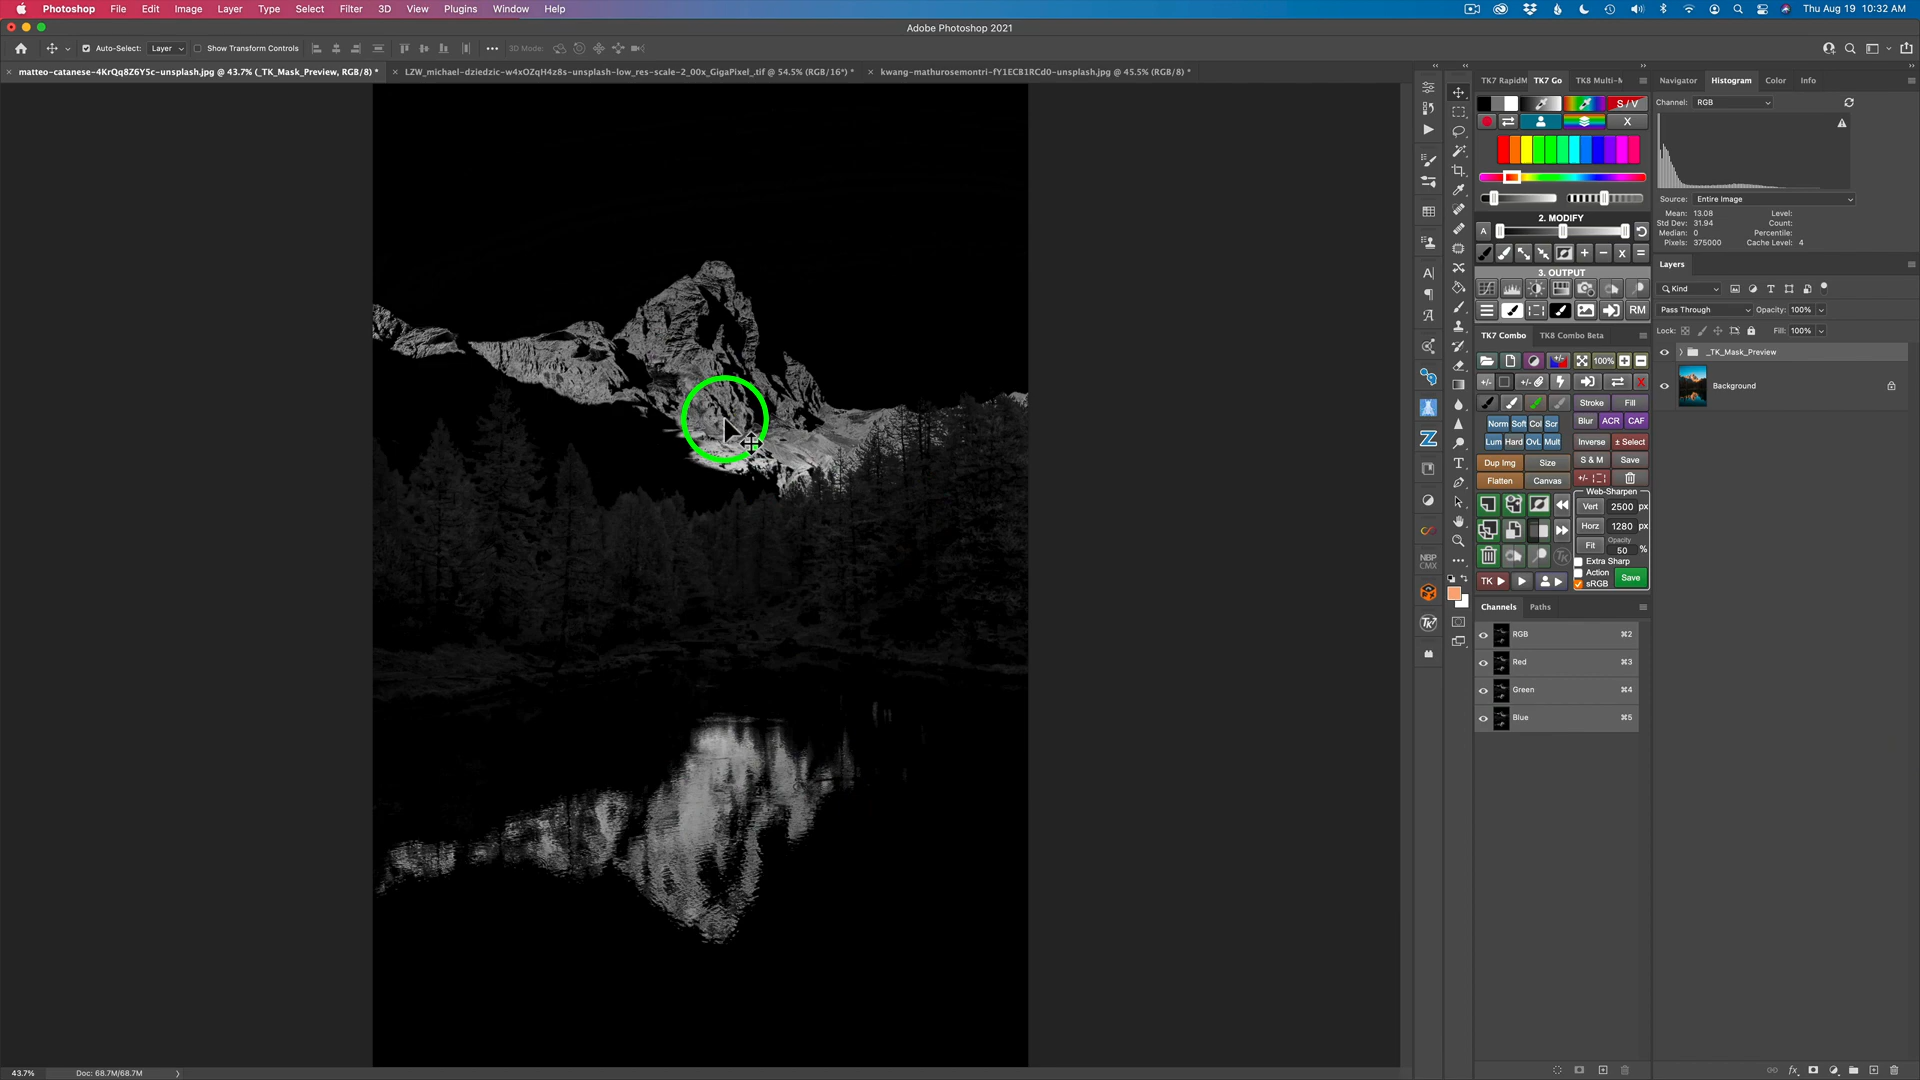 Photoshop File Edit Image Layer Type Select Filter 3D View Plugins Window Help
Thu Aug 19 10:32 AM
Adobe Photoshop 2021
Auto-Select: Layer Show Transform Controls 3D Mode:
matteo-catanese-4KrQq8Z6Y5c-unsplash.jpg @ 43.7% (_TK_Mask_Preview, RGB/8) *
LZW_michael-dziedzic-w4xOZqH4z8s-unsplash-low_res-scale-2_00x_GigaPixel_.tif @ 54.5% (RGB/16*) *
kwang-mathurosemontri-fY1ECB1RCd0-unsplash.jpg @ 45.5% (RGB/8) *
TK7 RapidM TK7 Go TK8 Multi-M
S / V
X
2. MODIFY
A
X =
3. OUTPUT
RM
TK7 Combo TK8 Combo Beta
100%
+/- +/- X
Stroke Fill
Norm Soft Col Scr Blur ACR CAF
Lum Hard OvL Mult Inverse ± Select
Dup Img Size S & M Save
Flatten Canvas +/-
Web-Sharpen
Vert 2500 px
Horz 1280 px
Fit Opacity 50 %
Extra Sharp
Action
sRGB Save
TK
Channels Paths
RGB ⌘2
Red ⌘3
Green ⌘4
Blue ⌘5
NBP
CMX
Navigator Histogram Color Info
Channel: RGB
Source: Entire Image
Mean: 13.08 Level:
Std Dev: 31.94 Count:
Median: 0 Percentile:
Pixels: 375000 Cache Level: 4
Layers
Kind
Pass Through Opacity: 100%
Lock: Fill: 100%
_TK_Mask_Preview
Background
43.7% Doc: 68.7M/68.7M